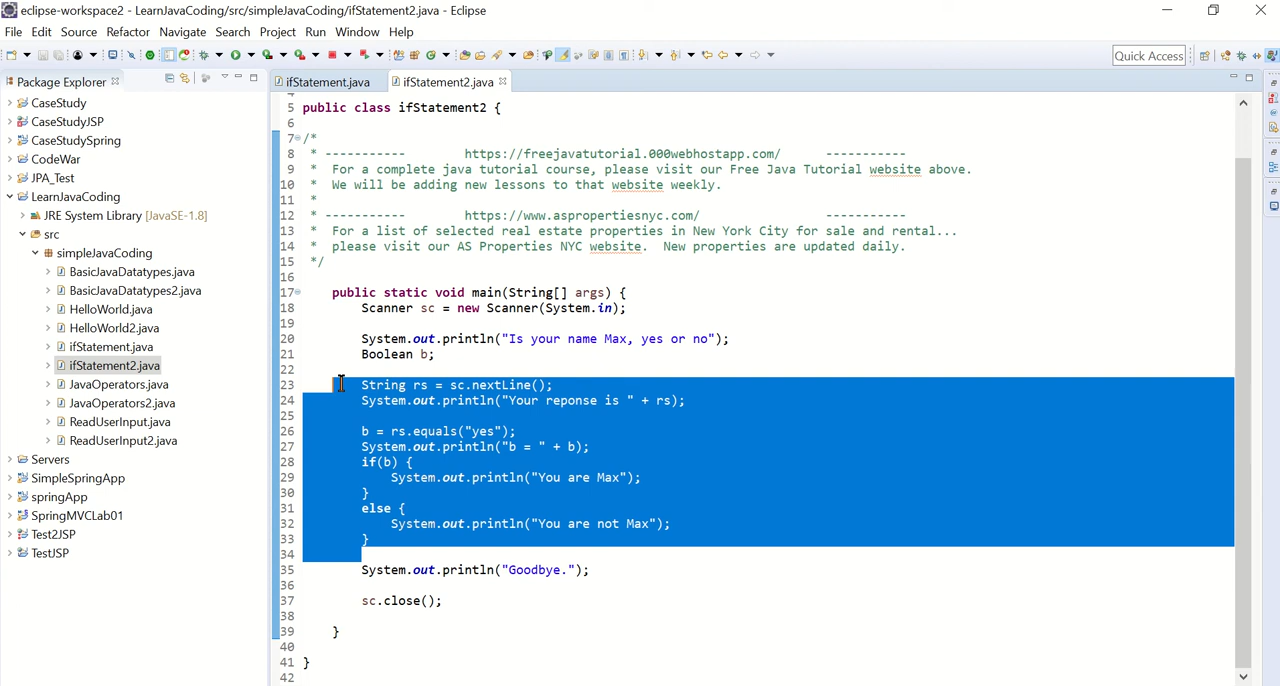 eclipse-workspace2 - LearnJavaCoding/src/simpleJavaCoding/ifStatement2.java - Eclipse
File Edit Source Refactor Navigate Search Project Run Window Help
Quick Access
Package Explorer
ifStatement.java
ifStatement2.java
CaseStudy
CaseStudyJSP
CaseStudySpring
CodeWar
JPA_Test
LearnJavaCoding
JRE System Library [JavaSE-1.8]
src
simpleJavaCoding
BasicJavaDatatypes.java
BasicJavaDatatypes2.java
HelloWorld.java
HelloWorld2.java
ifStatement.java
ifStatement2.java
JavaOperators.java
JavaOperators2.java
ReadUserInput.java
ReadUserInput2.java
Servers
SimpleSpringApp
springApp
SpringMVCLab01
Test2JSP
TestJSP
4
5 public class ifStatement2 {
6
7 /*
8 * ----------- https://freejavatutorial.000webhostapp.com/ -----------
9 * For a complete java tutorial course, please visit our Free Java Tutorial website above.
10 * We will be adding new lessons to that website weekly.
11 *
12 * ----------- https://www.aspropertiesnyc.com/ -----------
13 * For a list of selected real estate properties in New York City for sale and rental...
14 * please visit our AS Properties NYC website. New properties are updated daily.
15 */
16
17 public static void main(String[] args) {
18 Scanner sc = new Scanner(System.in);
19
20 System.out.println("Is your name Max, yes or no");
21 Boolean b;
22
23 String rs = sc.nextLine();
24 System.out.println("Your reponse is " + rs);
25
26 b = rs.equals("yes");
27 System.out.println("b = " + b);
28 if(b) {
29 System.out.println("You are Max");
30 }
31 else {
32 System.out.println("You are not Max");
33 }
34
35 System.out.println("Goodbye.");
36
37 sc.close();
38
39 }
40
41 }
42